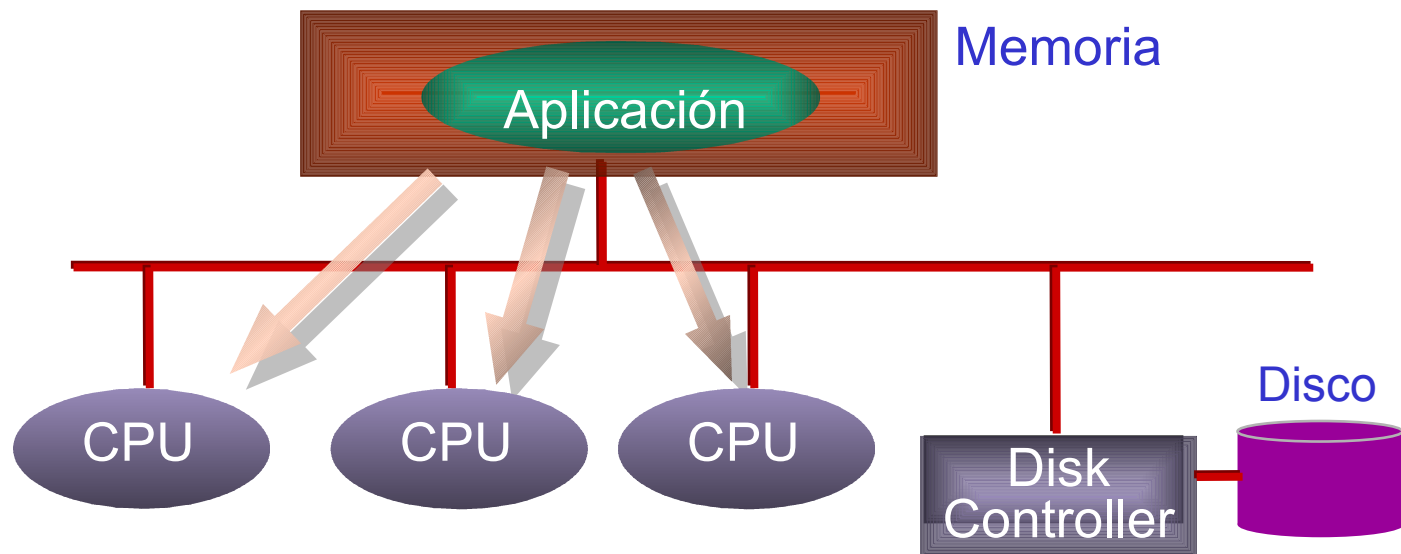 Memoria
Aplicación
Disco
CPU
CPU
CPU
Disk
Controller